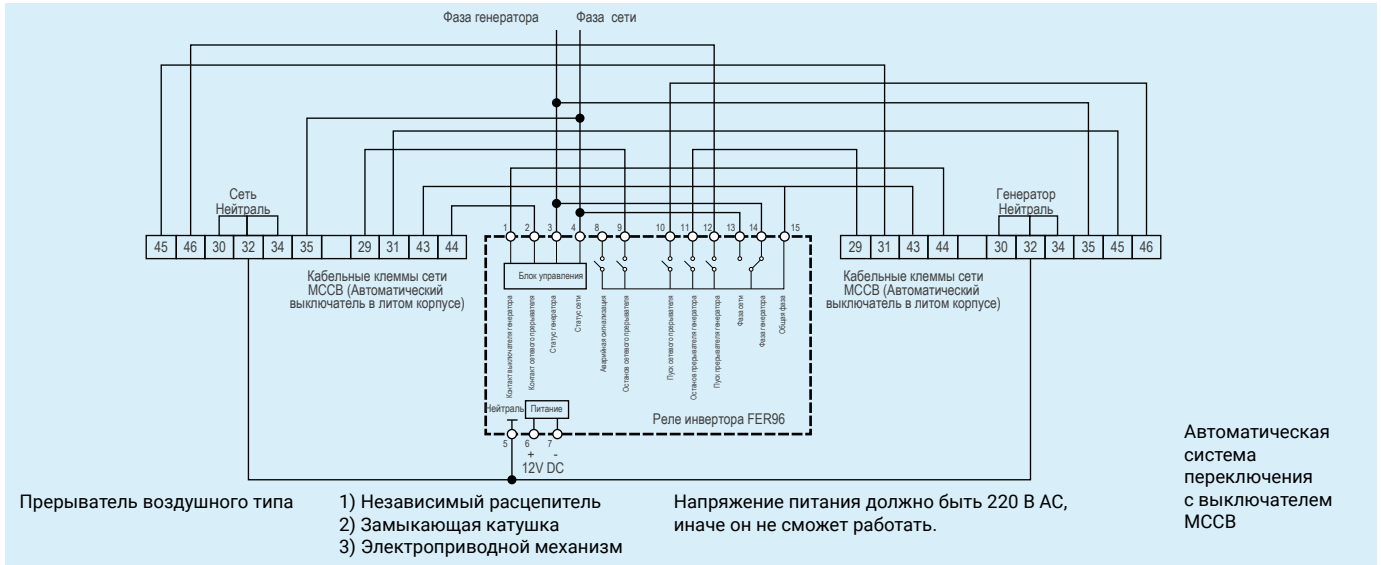 Фаза генератора
Фаза сети
Сеть
Нейтраль
45 46 30 32 34 35 29 31 43 44
Кабельные клеммы сети
МССВ (Автоматический
выключатель в литом корпусе)
1 2 3 4 8 9 10 11 12 13 14 15
Блок управления
Контакт выключателя генератора
Контакт сетевого прерывателя
Статус генератора
Статус сети
Аварийная сигнализация
Останов сетевого прерывателя
Пуск сетевого прерывателя
Останов прерывателя генератора
Пуск прерывателя генератора
Фаза сети
Фаза генератора
Общая фаза
Нейтраль
Питание
Реле инвертора FER96
5 6 7
+ -
12V DC
Генератор
Нейтраль
29 31 43 44 30 32 34 35 45 46
Кабельные клеммы сети
МССВ (Автоматический
выключатель в литом корпусе)
Прерыватель воздушного типа
1) Независимый расцепитель
2) Замыкающая катушка
3) Электроприводной механизм
Напряжение питания должно быть 220 В AC,
иначе он не сможет работать.
Автоматическая
система
переключения
с выключателем
МССВ